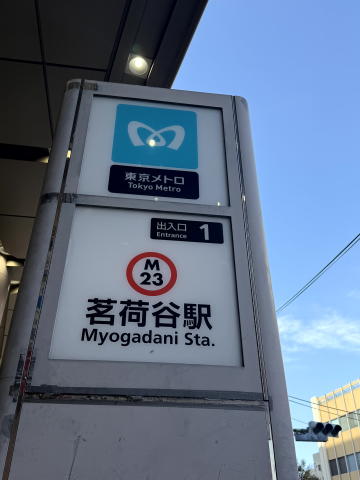 東京メトロ
Tokyo Metro
出入口 1
Entrance
M
23
茗荷谷駅
Myogadani Sta.